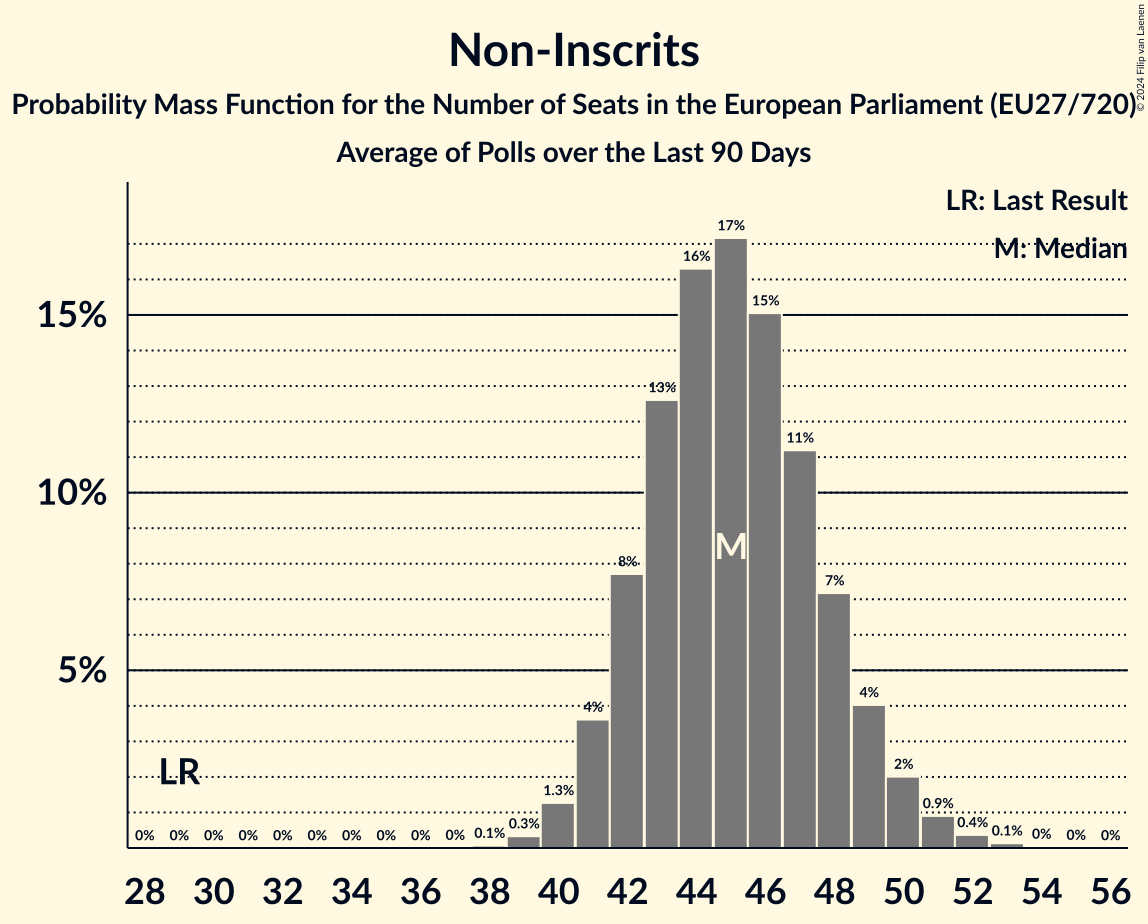 Non-Inscrits
Probability Mass Function for the Number of Seats in the European Parliament (EU27/720)
Average of Polls over the Last 90 Days
© 2024 Filip van Laenen
LR: Last Result
M: Median
17%
16%
15%
15%
13%
11%
10%
M
8%
7%
5%
4%
4%
LR
2%
1.3%
0.9%
0% 0% 0% 0% 0% 0% 0% 0% 0% 0% 0.1% 0.3% 0.4% 0.1% 0% 0% 0%
28 30 32 34 36 38 40 42 44 46 48 50 52 54 56